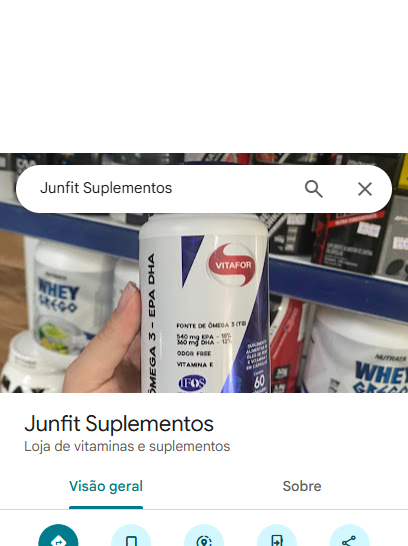 Junfit Suplementos
VITAFOR
ÔMEGA 3 - EPA DHA
FONTE DE ÔMEGA 3 (TG)
540 mg EPA - 18%
360 mg DHA - 12%
ODOR FREE
VITAMINA E
IFOS
SUPLEMENTO
60
WHEY
GREGO
NUTRATA
WHEY
GREGO
Junfit Suplementos
Loja de vitaminas e suplementos
Visão geral
Sobre